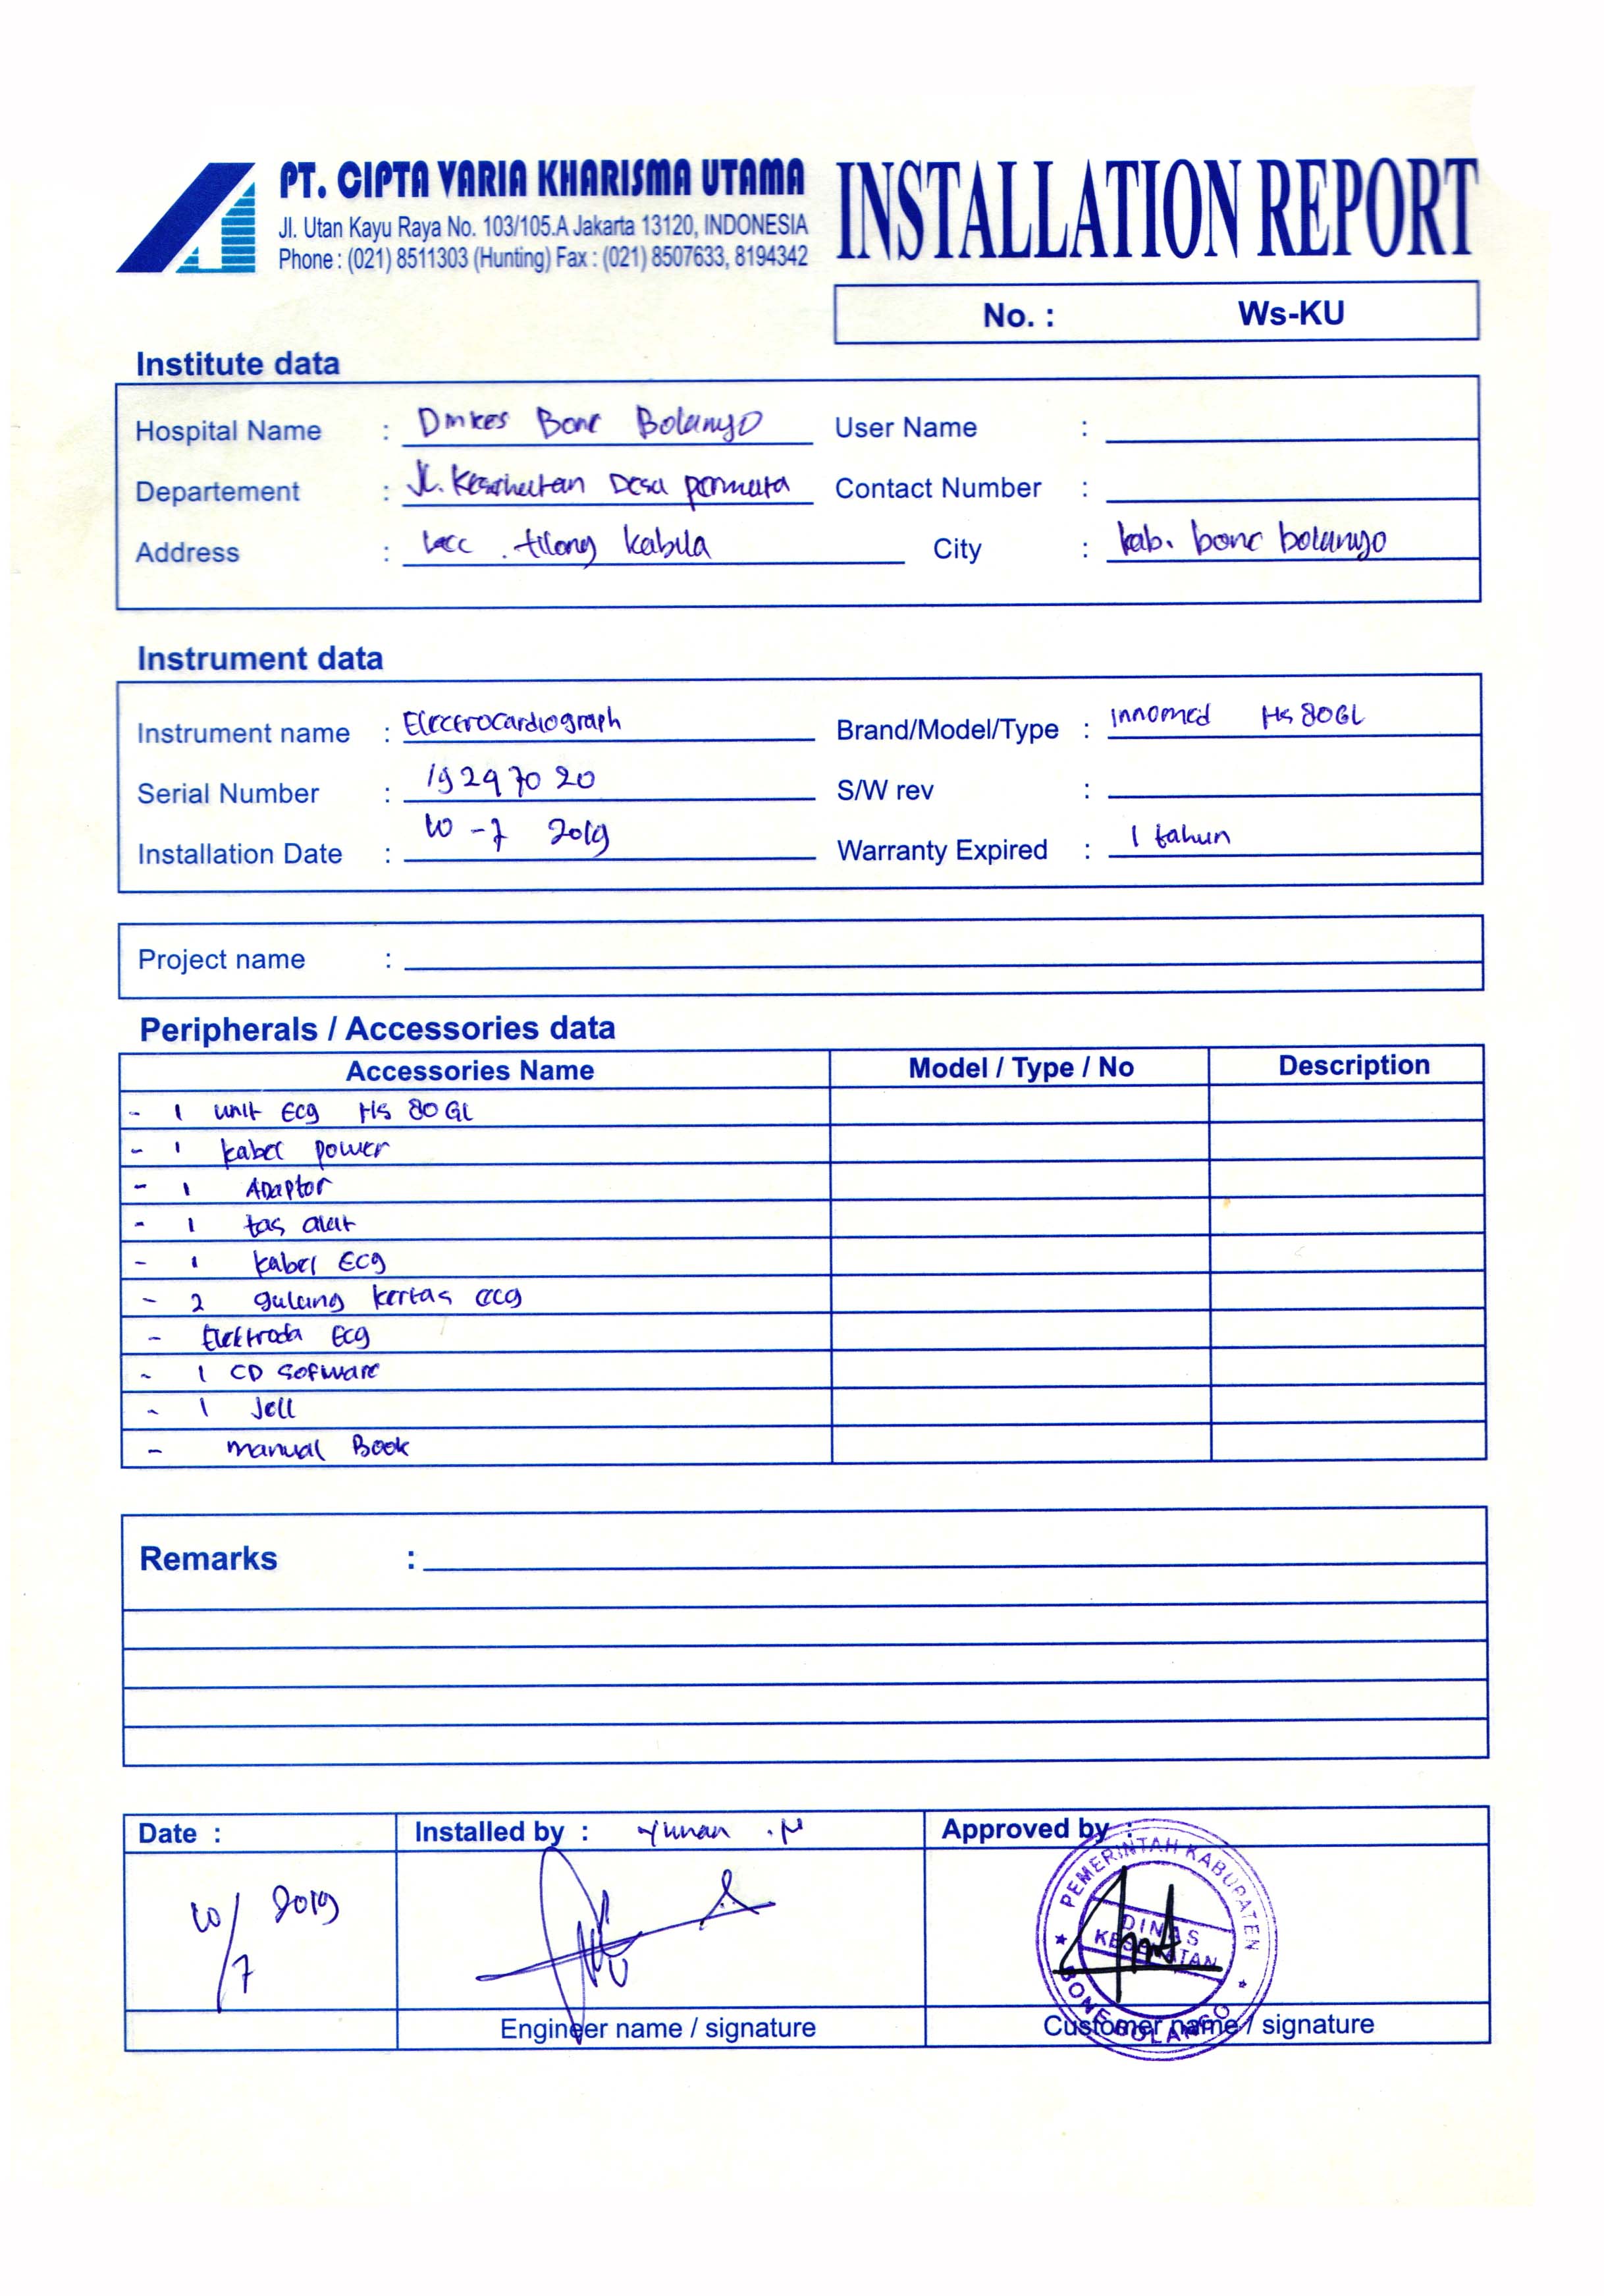 PT. CIPTA VARIA KHARISMA UTAMA
Jl. Utan Kayu Raya No. 103/105.A Jakarta 13120, INDONESIA
Phone : (021) 8511303 (Hunting) Fax : (021) 8507633, 8194342
INSTALLATION REPORT
No. : Ws-KU
Institute data
Hospital Name : Dinkes Bone Bolango User Name :
Departement : Jl. Kesehatan Desa permata Contact Number :
Address : kec . tilong kabila City : kab. bone bolango
Instrument data
Instrument name : Electrocardiograph Brand/Model/Type : innomed Hs 80GL
Serial Number : 19297020 S/W rev :
Installation Date : 10 - 7 2019 Warranty Expired : 1 tahun
Project name :
Peripherals / Accessories data
Accessories Name Model / Type / No Description
- 1 unit Ecg Hs 80 GL
- 1 kabel power
- 1 ADaptor
- 1 tas alat
- 1 kabel Ecg
- 2 gulung kertas ecg
- Elektroda Ecg
- 1 CD Sofware
- 1 Jell
- manual Book
Remarks :
Date : Installed by : Yunan .N Approved by :
10/7 2019
PEMERINTAH KABUPATEN
DINAS
KESEHATAN
BONE BOLANGO
Engineer name / signature Customer name / signature